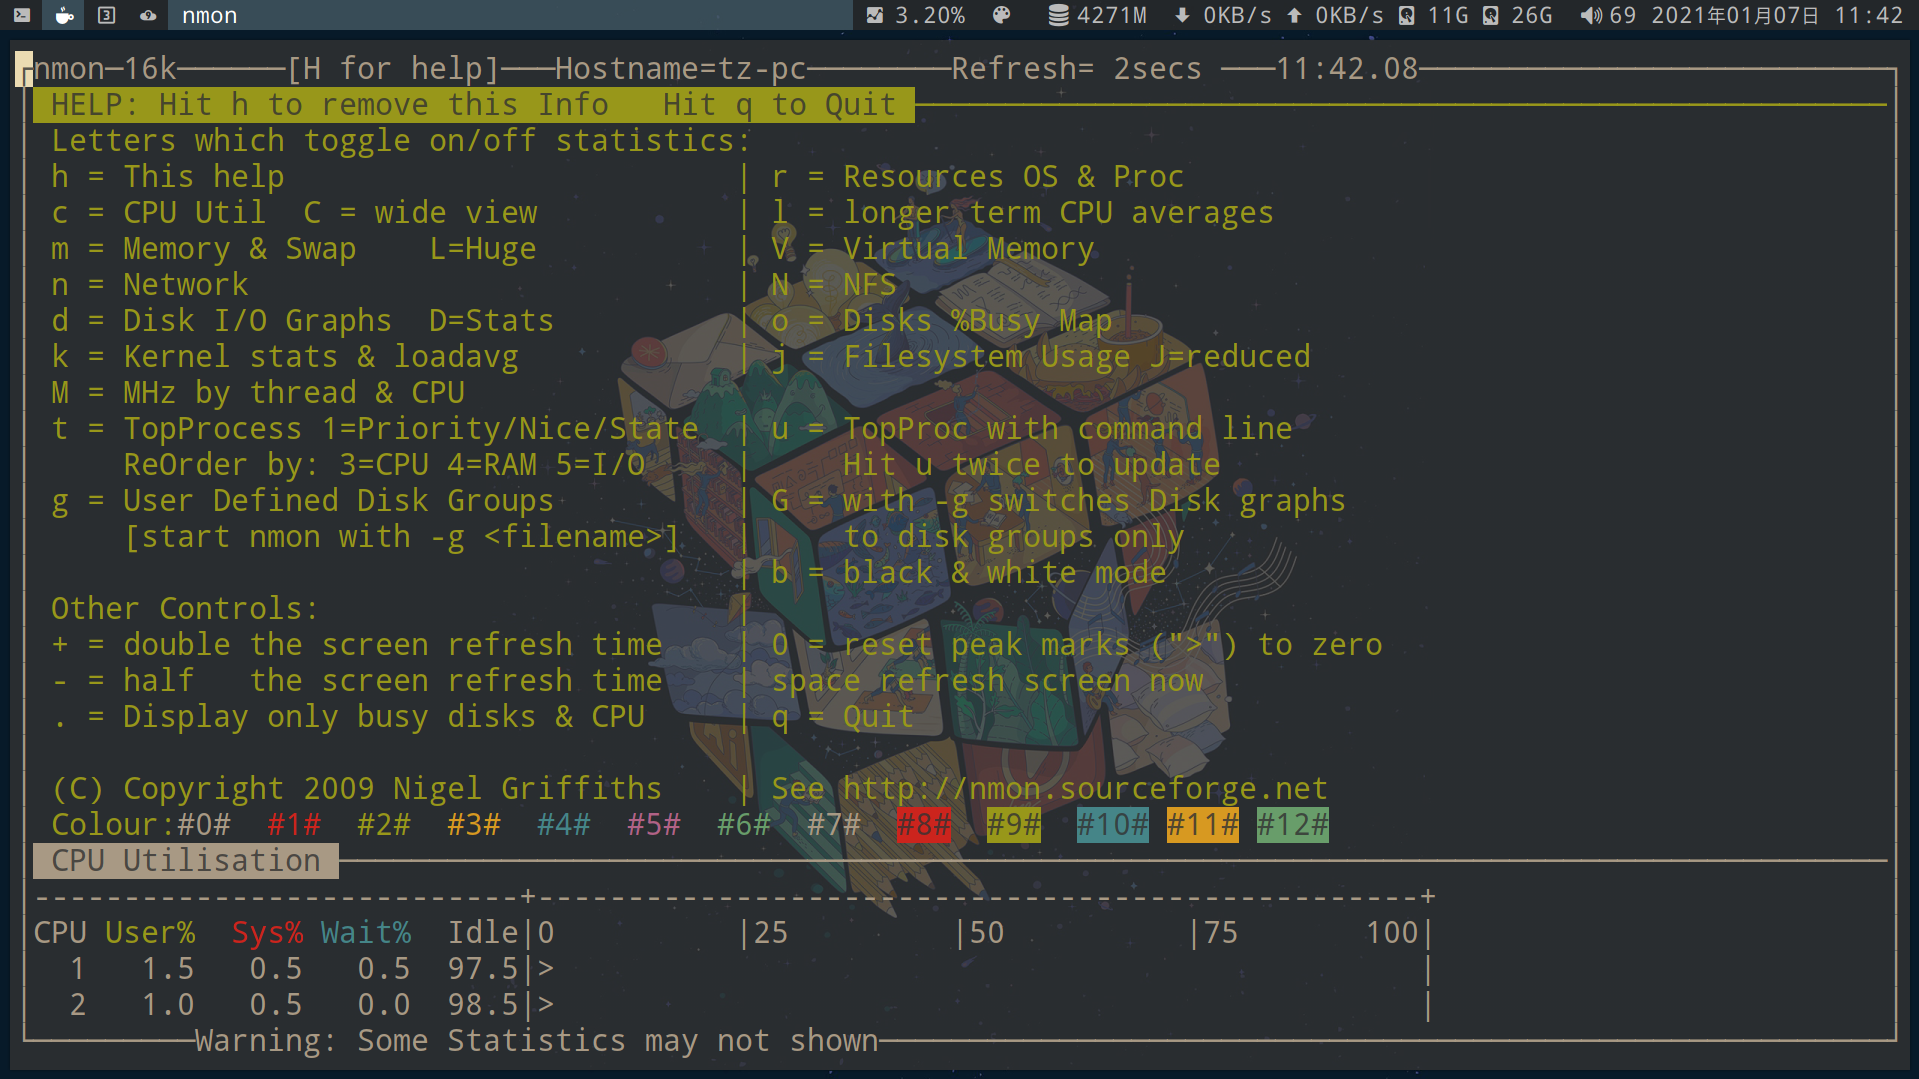 3 nmon 3.20% 4271M 0KB/s 0KB/s 11G 26G 69 2021年01月07日 11:42
nmon─16k──────[H for help]───Hostname=tz-pc────────Refresh= 2secs ───11:42.08
HELP: Hit h to remove this Info   Hit q to Quit
Letters which toggle on/off statistics:
h = This help | r = Resources OS & Proc
c = CPU Util  C = wide view | l = longer term CPU averages
m = Memory & Swap    L=Huge | V = Virtual Memory
n = Network | N = NFS
d = Disk I/O Graphs  D=Stats | o = Disks %Busy Map
k = Kernel stats & loadavg | j = Filesystem Usage J=reduced
M = MHz by thread & CPU
t = TopProcess 1=Priority/Nice/State | u = TopProc with command line
ReOrder by: 3=CPU 4=RAM 5=I/O | Hit u twice to update
g = User Defined Disk Groups | G = with -g switches Disk graphs
[start nmon with -g <filename>] | to disk groups only
| b = black & white mode
Other Controls: |
+ = double the screen refresh time | 0 = reset peak marks (">") to zero
- = half   the screen refresh time | space refresh screen now
. = Display only busy disks & CPU | q = Quit
(C) Copyright 2009 Nigel Griffiths | See http://nmon.sourceforge.net
Colour:#0#  #1#  #2#  #3#  #4#  #5#  #6#  #7#  #8#  #9#  #10# #11# #12#
CPU Utilisation
---------------------------+-------------------------------------------------+
CPU User%  Sys% Wait%  Idle|0          |25         |50          |75       100|
1   1.5   0.5   0.5  97.5|> |
2   1.0   0.5   0.0  98.5|> |
Warning: Some Statistics may not shown